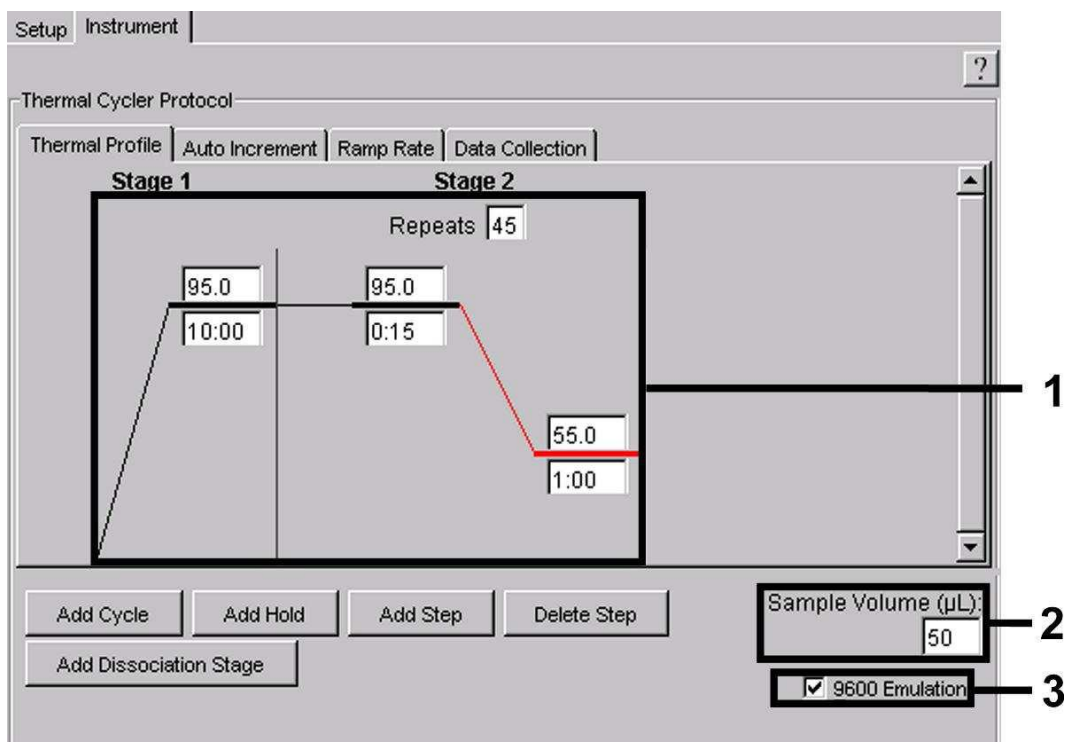 Setup Instrument
?
Thermal Cycler Protocol
Thermal Profile Auto Increment Ramp Rate Data Collection
Stage 1 Stage 2
Repeats 45
95.0 95.0
10:00 0:15
1
55.0
1:00
Add Cycle Add Hold Add Step Delete Step
Sample Volume (µL):
50
2
Add Dissociation Stage
9600 Emulation
3